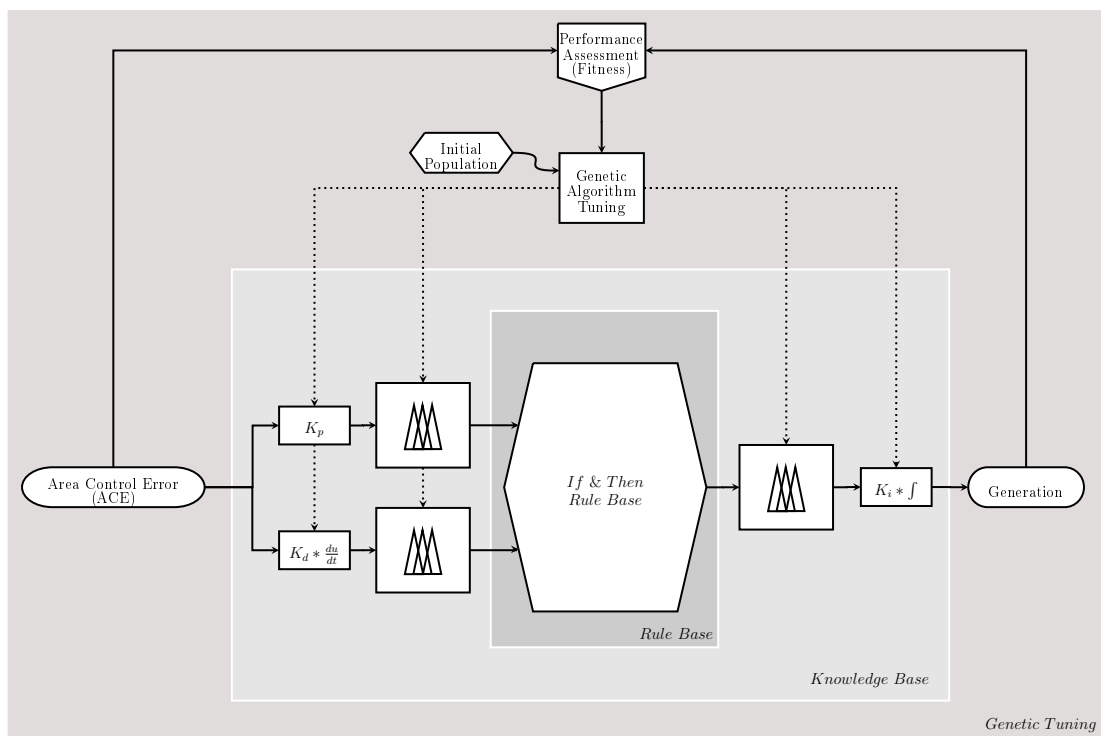 Performance
Assessment
(Fitness)
Initial
Population
Genetic
Algorithm
Tuning
K_p
Area Control Error
(ACE)
K_d * du/dt
If & Then
Rule Base
K_i * ∫
Generation
Rule Base
Knowledge Base
Genetic Tuning